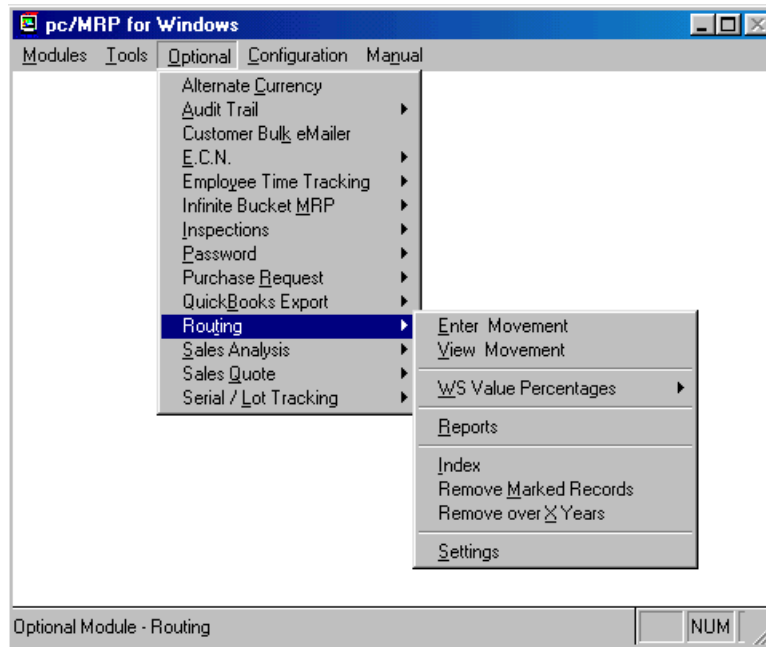 pc/MRP for Windows
Modules Tools Optional Configuration Manual
Alternate Currency
Audit Trail
Customer Bulk eMailer
E.C.N.
Employee Time Tracking
Infinite Bucket MRP
Inspections
Password
Purchase Request
QuickBooks Export
Routing
Sales Analysis
Sales Quote
Serial / Lot Tracking
Enter Movement
View Movement
WS Value Percentages
Reports
Index
Remove Marked Records
Remove over X Years
Settings
Optional Module - Routing NUM